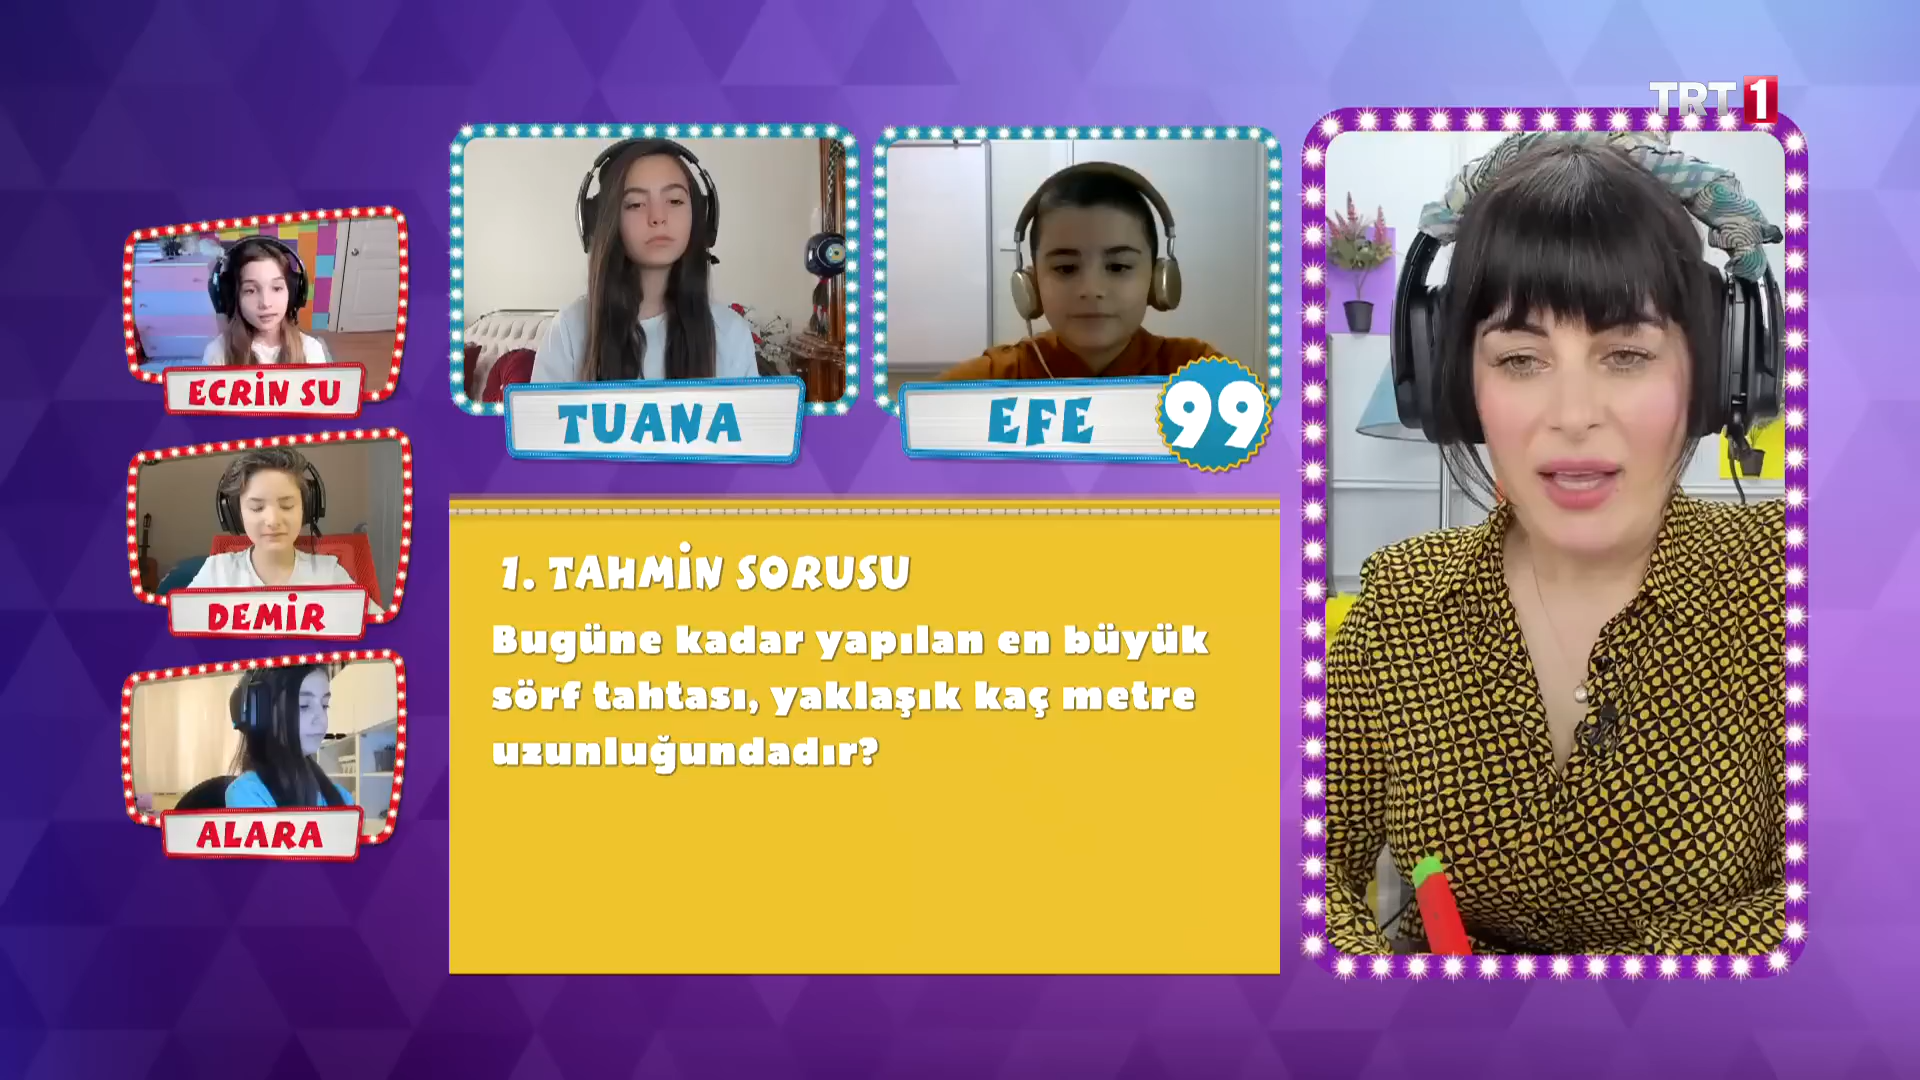 TRT 1
ECRİN SU
DEMİR
ALARA
TUANA
EFE
99
1. TAHMİN SORUSU
Bugüne kadar yapılan en büyük
sörf tahtası, yaklaşık kaç metre
uzunluğundadır?